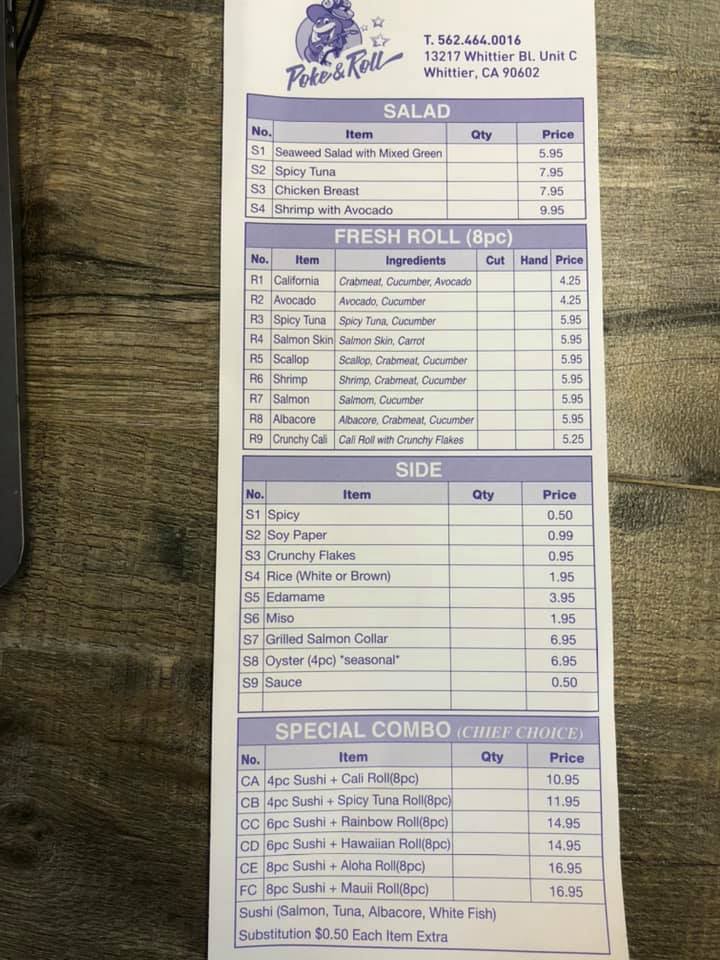 Poke & Roll
T. 562.464.0016
13217 Whittier Bl. Unit C
Whittier, CA 90602
SALAD
No. Item Qty Price
S1 Seaweed Salad with Mixed Green 5.95
S2 Spicy Tuna 7.95
S3 Chicken Breast 7.95
S4 Shrimp with Avocado 9.95
FRESH ROLL (8pc)
No. Item Ingredients Cut Hand Price
R1 California Crabmeat, Cucumber, Avocado 4.25
R2 Avocado Avocado, Cucumber 4.25
R3 Spicy Tuna Spicy Tuna, Cucumber 5.95
R4 Salmon Skin Salmon Skin, Carrot 5.95
R5 Scallop Scallop, Crabmeat, Cucumber 5.95
R6 Shrimp Shrimp, Crabmeat, Cucumber 5.95
R7 Salmon Salmom, Cucumber 5.95
R8 Albacore Albacore, Crabmeat, Cucumber 5.95
R9 Crunchy Cali Cali Roll with Crunchy Flakes 5.25
SIDE
No. Item Qty Price
S1 Spicy 0.50
S2 Soy Paper 0.99
S3 Crunchy Flakes 0.95
S4 Rice (White or Brown) 1.95
S5 Edamame 3.95
S6 Miso 1.95
S7 Grilled Salmon Collar 6.95
S8 Oyster (4pc) *seasonal* 6.95
S9 Sauce 0.50
SPECIAL COMBO (CHIEF CHOICE)
No. Item Qty Price
CA 4pc Sushi + Cali Roll(8pc) 10.95
CB 4pc Sushi + Spicy Tuna Roll(8pc) 11.95
CC 6pc Sushi + Rainbow Roll(8pc) 14.95
CD 6pc Sushi + Hawaiian Roll(8pc) 14.95
CE 8pc Sushi + Aloha Roll(8pc) 16.95
FC 8pc Sushi + Mauii Roll(8pc) 16.95
Sushi (Salmon, Tuna, Albacore, White Fish)
Substitution $0.50 Each Item Extra